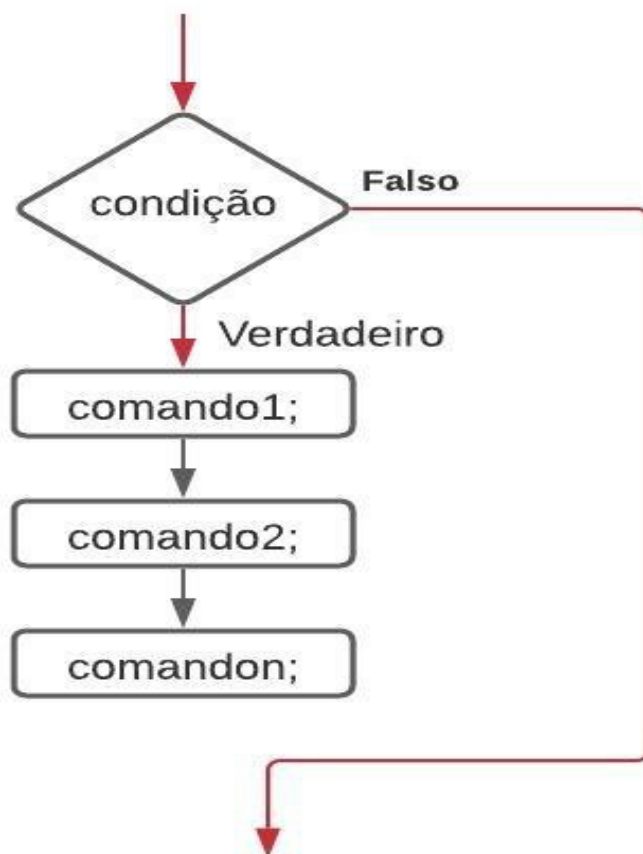 condição
Falso
Verdadeiro
comando1;
comando2;
comandon;